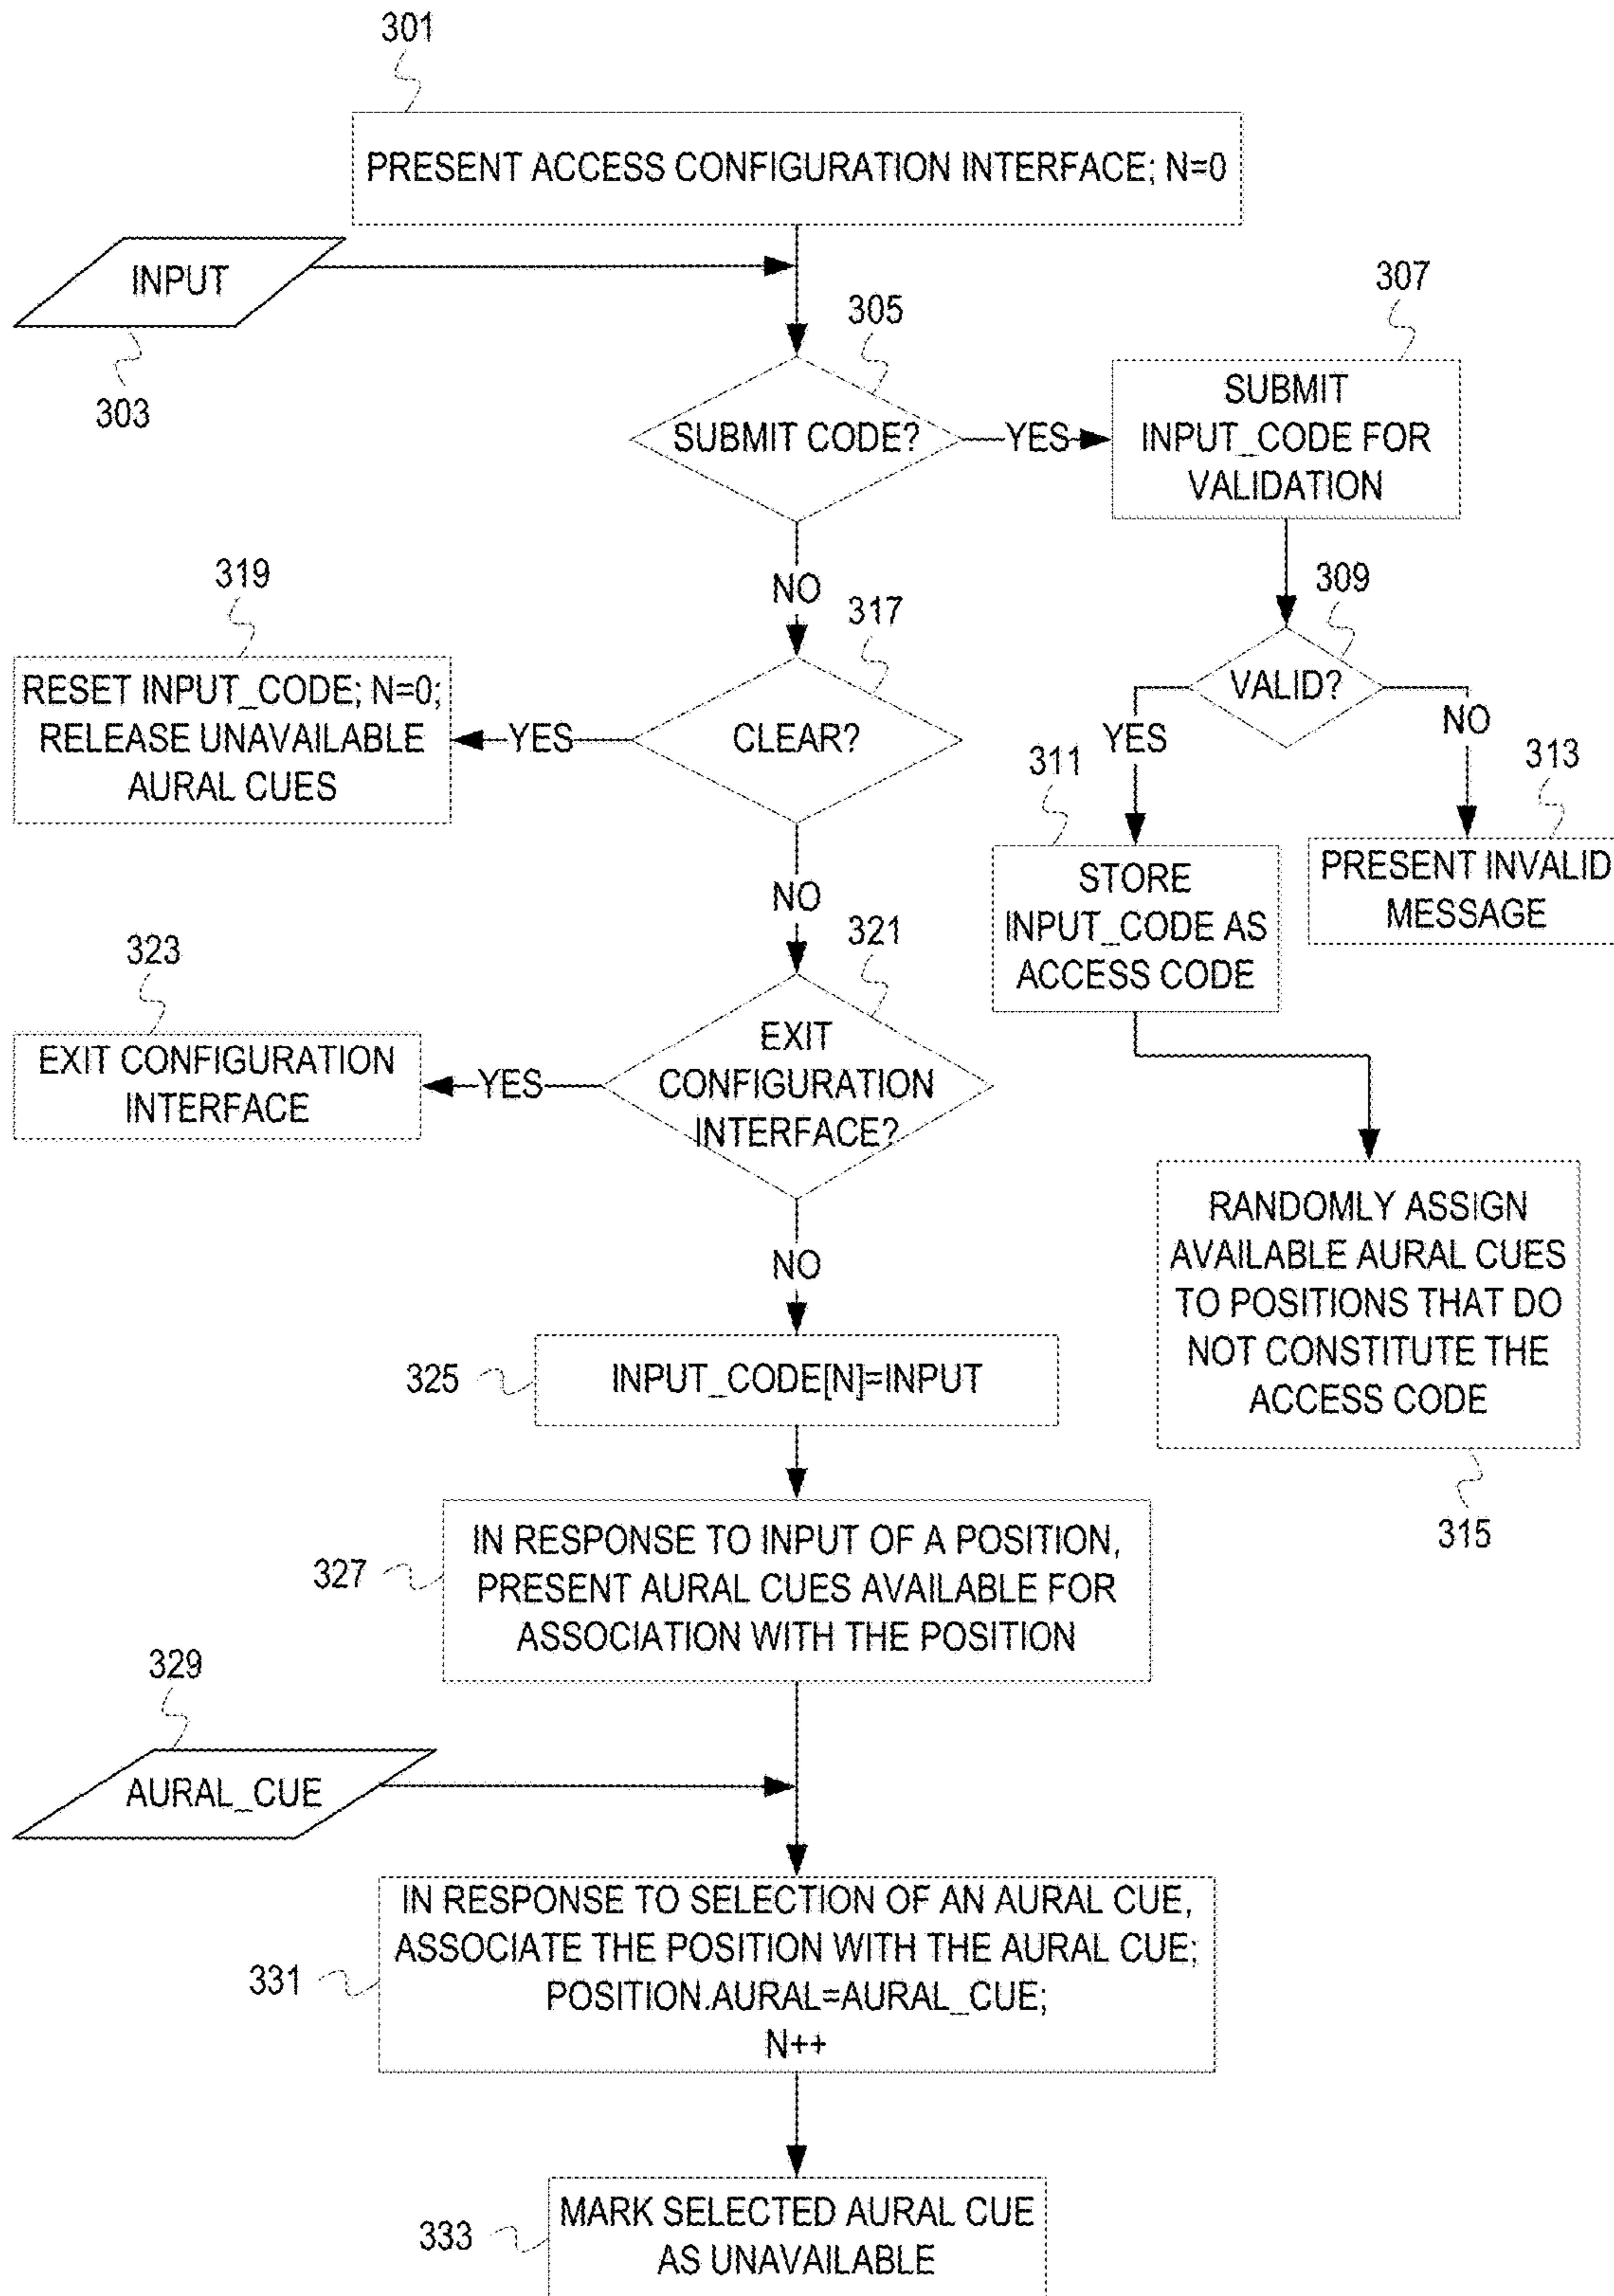 301
PRESENT ACCESS CONFIGURATION INTERFACE; N=0
INPUT
303
305
SUBMIT CODE?
YES
307
SUBMIT
INPUT_CODE FOR
VALIDATION
NO
309
VALID?
YES
NO
311
STORE
INPUT_CODE AS
ACCESS CODE
313
PRESENT INVALID
MESSAGE
315
RANDOMLY ASSIGN
AVAILABLE AURAL CUES
TO POSITIONS THAT DO
NOT CONSTITUTE THE
ACCESS CODE
317
CLEAR?
YES
319
RESET INPUT_CODE; N=0;
RELEASE UNAVAILABLE
AURAL CUES
NO
321
EXIT
CONFIGURATION
INTERFACE?
YES
323
EXIT CONFIGURATION
INTERFACE
NO
325
INPUT_CODE[N]=INPUT
327
IN RESPONSE TO INPUT OF A POSITION,
PRESENT AURAL CUES AVAILABLE FOR
ASSOCIATION WITH THE POSITION
329
AURAL_CUE
331
IN RESPONSE TO SELECTION OF AN AURAL CUE,
ASSOCIATE THE POSITION WITH THE AURAL CUE;
POSITION.AURAL=AURAL_CUE;
N++
333
MARK SELECTED AURAL CUE
AS UNAVAILABLE